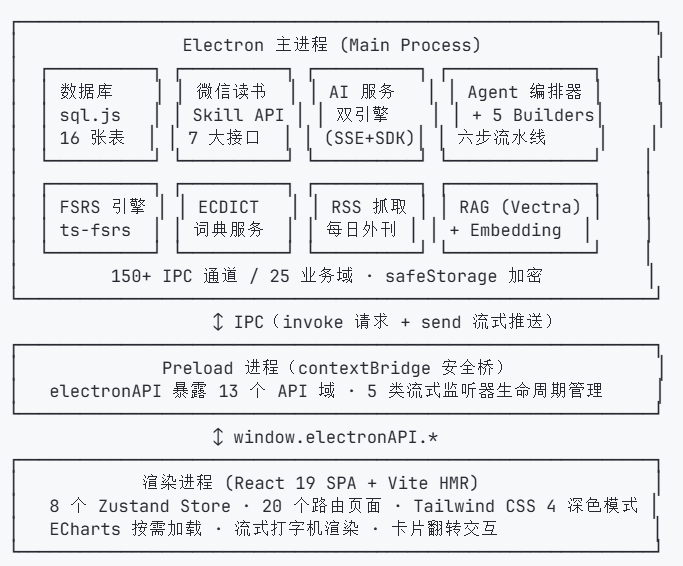 Electron 主进程 (Main Process)
数据库 微信读书 AI 服务 Agent 编排器
sql.js Skill API 双引擎 + 5 Builders
16 张表 7 大接口 (SSE+SDK) 六步流水线
FSRS 引擎 ECDICT RSS 抓取 RAG (Vectra)
ts-fsrs 词典服务 每日外刊 + Embedding
150+ IPC 通道 / 25 业务域 · safeStorage 加密
↕ IPC（invoke 请求 + send 流式推送）
Preload 进程（contextBridge 安全桥）
electronAPI 暴露 13 个 API 域 · 5 类流式监听器生命周期管理
↕ window.electronAPI.*
渲染进程 (React 19 SPA + Vite HMR)
8 个 Zustand Store · 20 个路由页面 · Tailwind CSS 4 深色模式
ECharts 按需加载 · 流式打字机渲染 · 卡片翻转交互